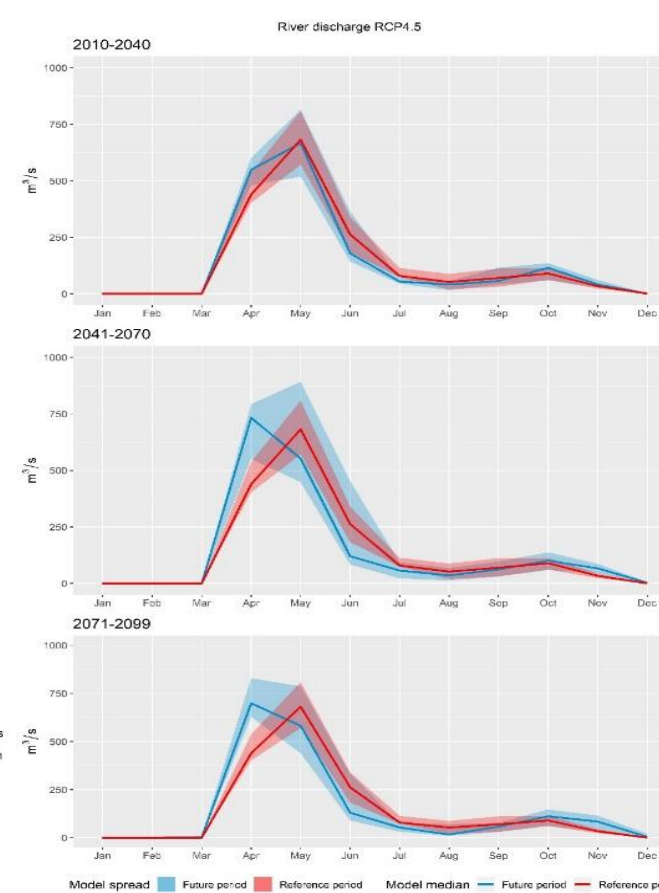 River discharge RCP4.5
2010-2040
1000
750
500
250
0
m³/s
Jan Feb Mar Apr May Jun Jul Aug Sep Oct Nov Dec
2041-2070
1000
750
500
250
0
m³/s
Jan Feb Mar Apr May Jun Jul Aug Sep Oct Nov Dec
2071-2099
1000
750
500
250
0
m³/s
Jan Feb Mar Apr May Jun Jul Aug Sep Oct Nov Dec
Model spread Future period Reference period Model median Future period Reference